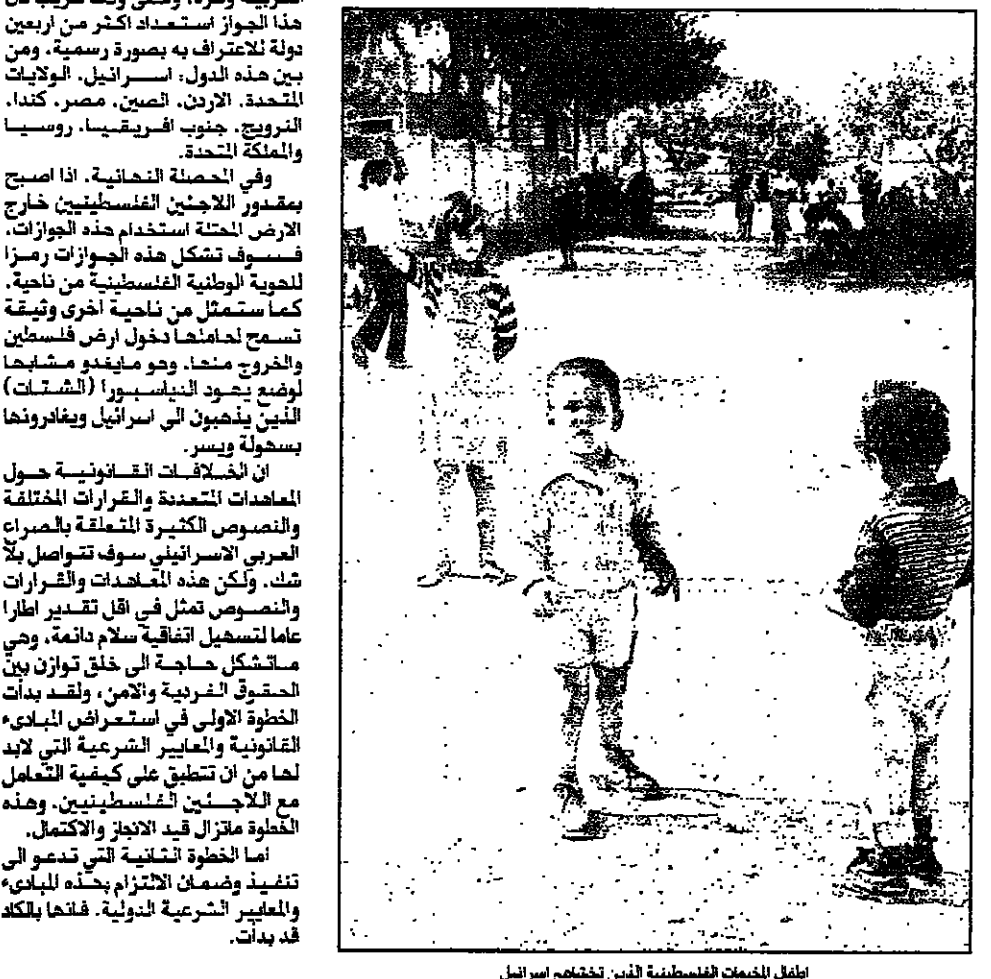 هذا الجواز استعداد اكثر من اربعين
دولة للاعتراف به بصورة رسمية، ومن
بين هذه الدول: اسرائيل، الولايات
المتحدة، الاردن، الصين، مصر، كندا،
النرويج، جنوب افريقيا، روسيا
والمملكة المتحدة.
وفي المحصلة النهائية، اذا اصبح
بمقدور اللاجئين الفلسطينيين خارج
الارض المحتلة استخدام هذه الجوازات،
فسوف تشكل هذه الجوازات رمزا
للهوية الوطنية الفلسطينية من ناحية،
كما ستمثل من ناحية اخرى وثيقة
تسمح لحاملها دخول ارض فلسطين
والخروج منها، وهو مايغدو مشابها
لوضع يهود الدياسبورا (الشتات)
الذين يذهبون الى اسرائيل ويغادرونها
بسهولة ويسر.
ان الخلافات القانونية حول
المعاهدات المتعددة والقرارات المختلفة
والنصوص الكثيرة المتعلقة بالصراع
العربي الاسرائيلي سوف تتواصل بلا
شك، ولكن هذه المعاهدات والقرارات
والنصوص تمثل في اقل تقدير اطارا
عاما لتسهيل اتفاقية سلام دائمة، وهي
ماتشكل حاجة الى خلق توازن بين
الحقوق الفردية والامن، ولقد بدأت
الخطوة الاولى في استعراض المبادىء
القانونية والمعايير الشرعية التي لابد
لها من ان تنطبق على كيفية التعامل
مع اللاجئين الفلسطينيين، وهذه
الخطوة ماتزال قيد الانجاز والاكتمال.
اما الخطوة الثانية التي تدعو الى
تنفيذ وضمان الالتزام بهذه المبادىء
والمعايير الشرعية الدولية، فانها بالكاد
قد بدأت.
اطفال المخيمات الفلسطينية الذين تخشاهم اسرائيل